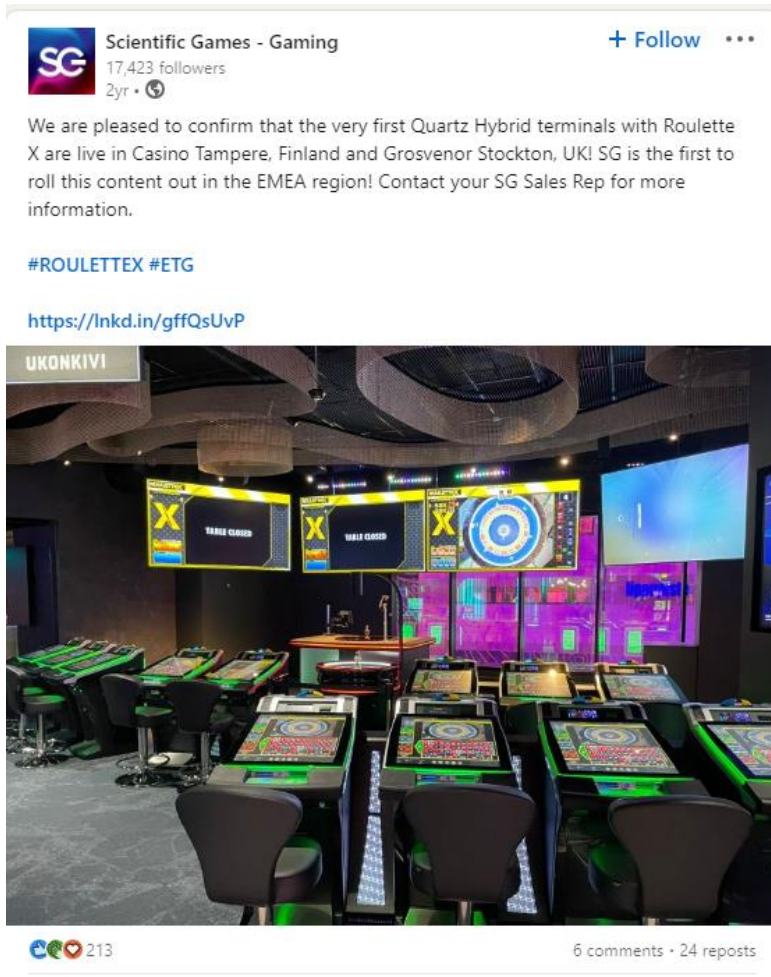 SG
Scientific Games - Gaming
+ Follow
17,423 followers
2yr •
We are pleased to confirm that the very first Quartz Hybrid terminals with Roulette
X are live in Casino Tampere, Finland and Grosvenor Stockton, UK! SG is the first to
roll this content out in the EMEA region! Contact your SG Sales Rep for more
information.
#ROULETTEX #ETG
https://lnkd.in/gffQsUvP
UKONKIVI
ROULETTEX
X
TABLE CLOSED
ROULETTEX
X
TABLE CLOSED
ROULETTEX
X
213
6 comments • 24 reposts